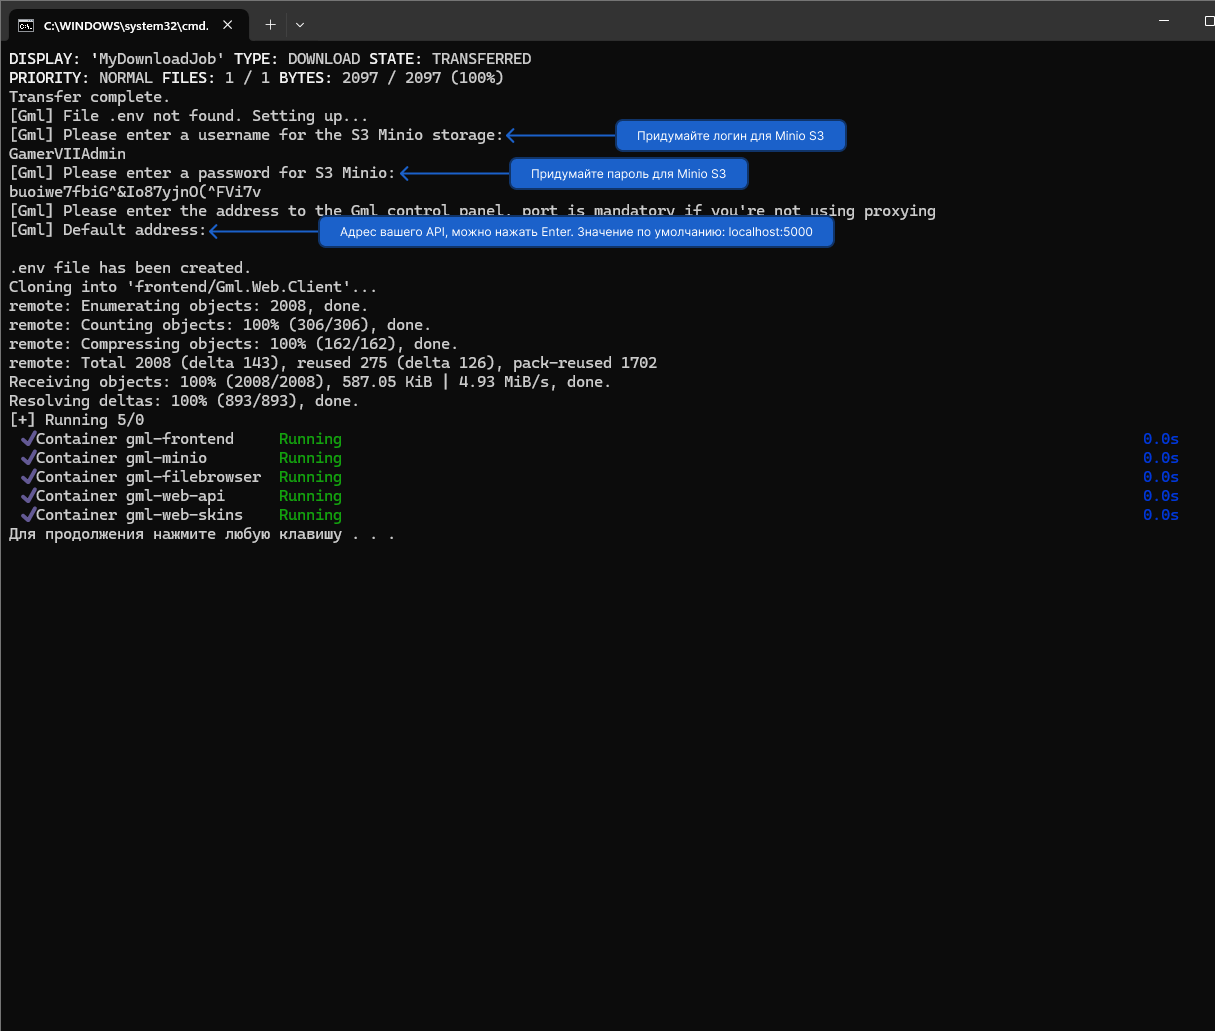 C:\WINDOWS\system32\cmd.
DISPLAY: 'MyDownloadJob' TYPE: DOWNLOAD STATE: TRANSFERRED
PRIORITY: NORMAL FILES: 1 / 1 BYTES: 2097 / 2097 (100%)
Transfer complete.
[Gml] File .env not found. Setting up...
[Gml] Please enter a username for the S3 Minio storage: Придумайте логин для Minio S3
GamerVIIAdmin
[Gml] Please enter a password for S3 Minio: Придумайте пароль для Minio S3
buoiwe7fbiG^&Io87yjnO(^FVi7v
[Gml] Please enter the address to the Gml control panel, port is mandatory if you're not using proxying
[Gml] Default address: Адрес вашего API, можно нажать Enter. Значение по умолчанию: localhost:5000
.env file has been created.
Cloning into 'frontend/Gml.Web.Client'...
remote: Enumerating objects: 2008, done.
remote: Counting objects: 100% (306/306), done.
remote: Compressing objects: 100% (162/162), done.
remote: Total 2008 (delta 143), reused 275 (delta 126), pack-reused 1702
Receiving objects: 100% (2008/2008), 587.05 KiB | 4.93 MiB/s, done.
Resolving deltas: 100% (893/893), done.
[+] Running 5/0
✔Container gml-frontend Running 0.0s
✔Container gml-minio Running 0.0s
✔Container gml-filebrowser Running 0.0s
✔Container gml-web-api Running 0.0s
✔Container gml-web-skins Running 0.0s
Для продолжения нажмите любую клавишу . . .